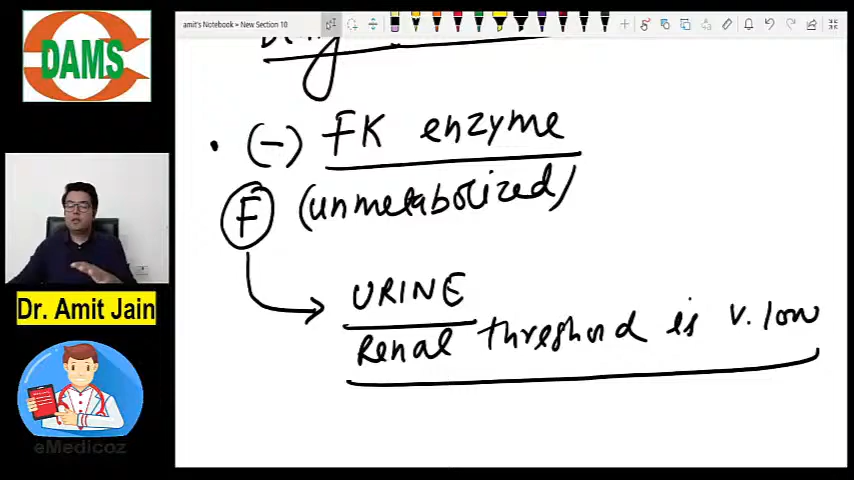 amit's Notebook > New Section 10
DAMS
• (-) FK enzyme
F (unmetabolized)
URINE
Renal threshold is v. low
Dr. Amit Jain
eMedicoz